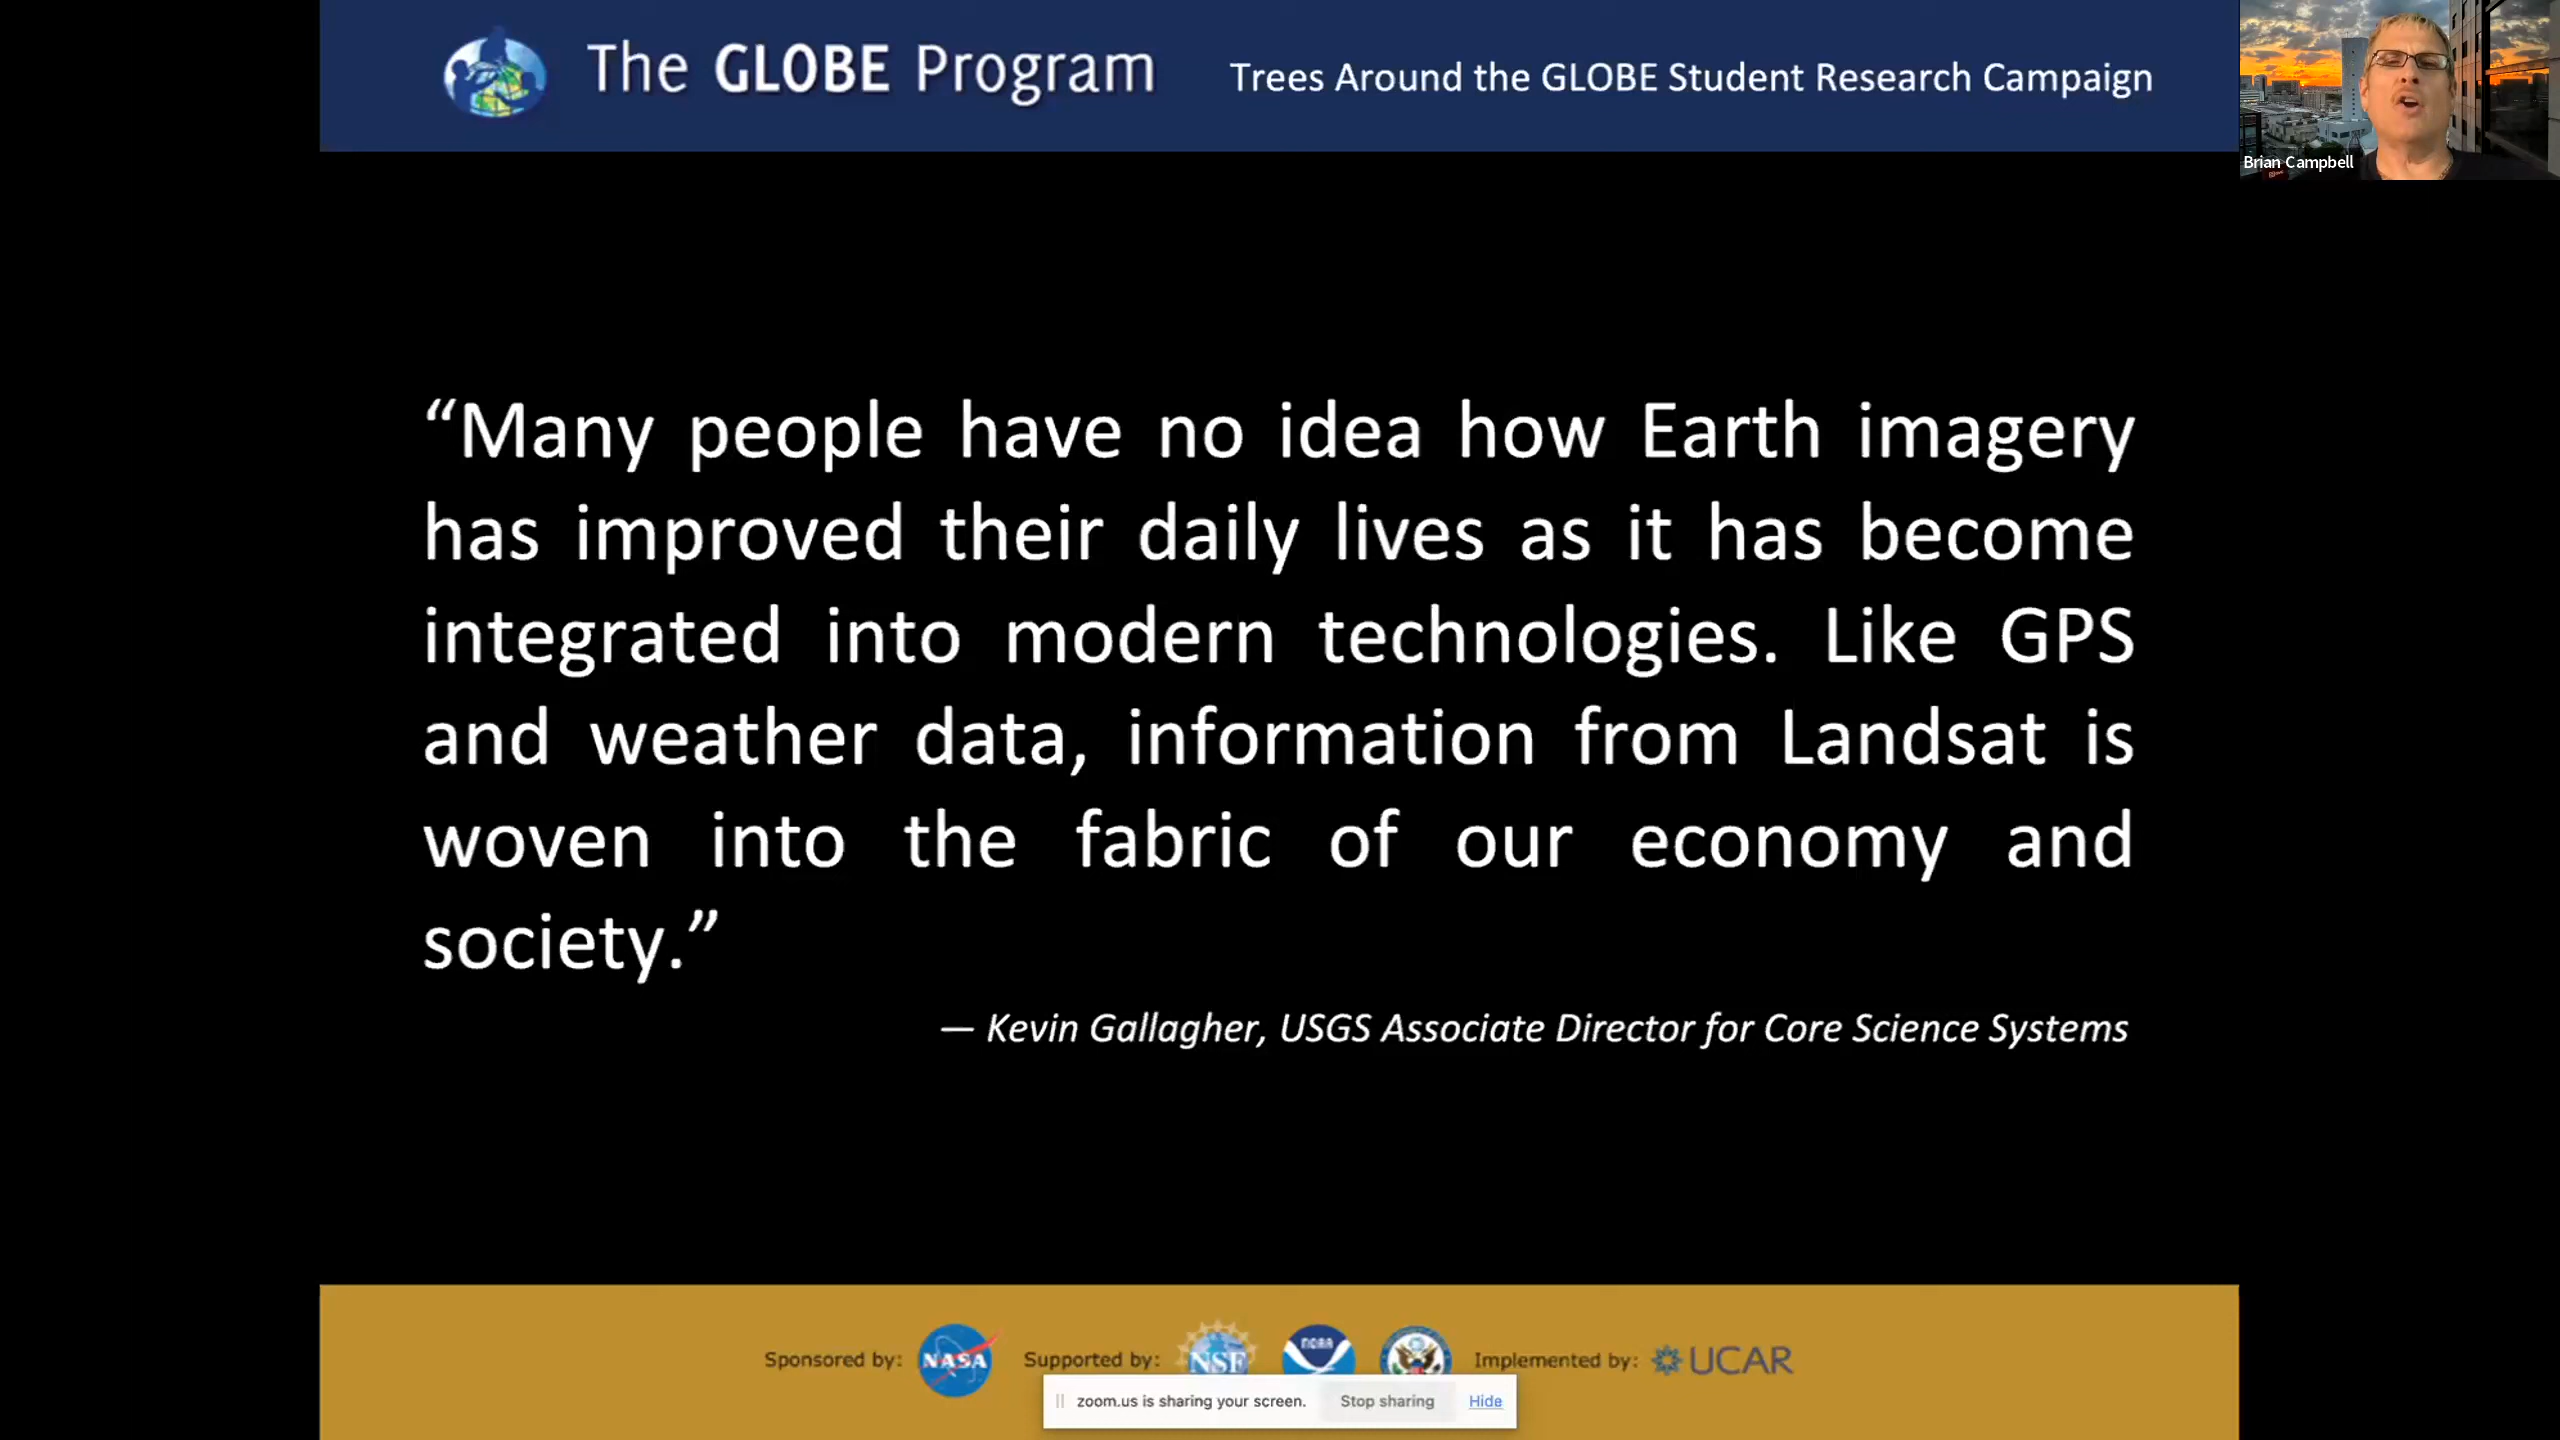 The GLOBE Program
Trees Around the GLOBE Student Research Campaign
Brian Campbell
“Many people have no idea how Earth imagery
has improved their daily lives as it has become
integrated into modern technologies. Like GPS
and weather data, information from Landsat is
woven into the fabric of our economy and
society.”
— Kevin Gallagher, USGS Associate Director for Core Science Systems
Sponsored by: NASA Supported by: NSF NOAA Implemented by: UCAR
zoom.us is sharing your screen. Stop sharing Hide